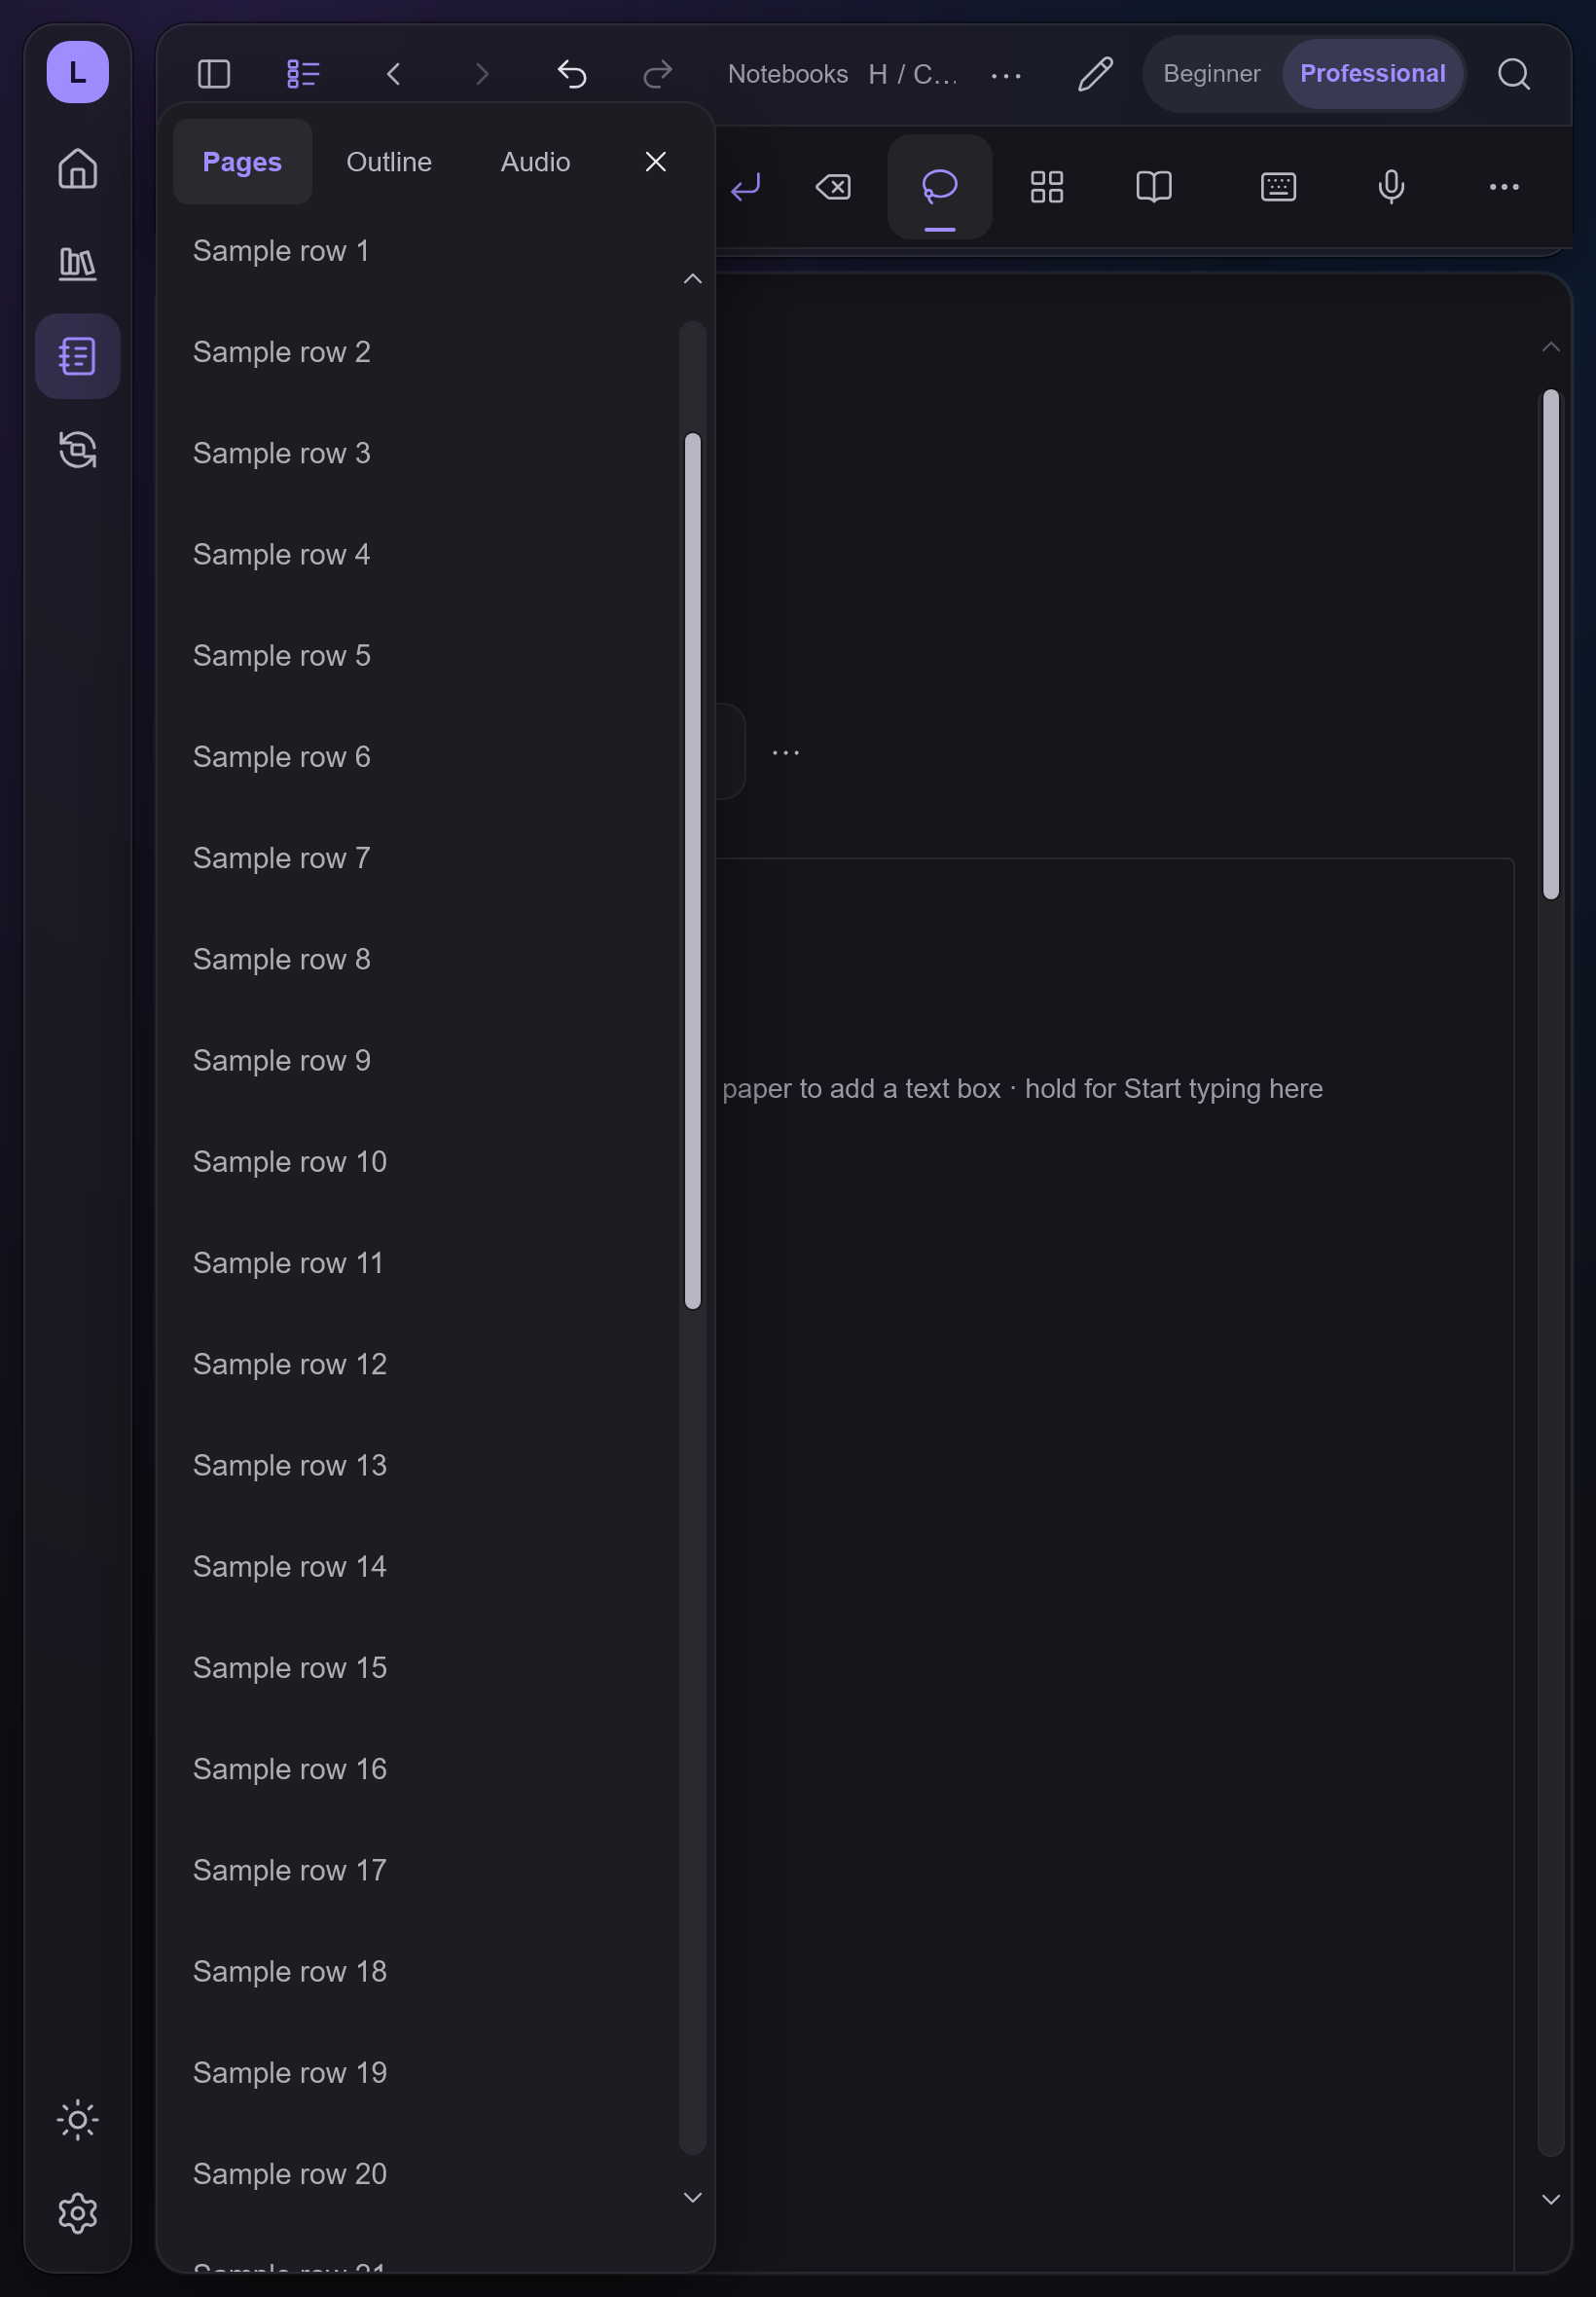 L
Notebooks H / C...
Beginner Professional
Pages Outline Audio
Sample row 1
Sample row 2
Sample row 3
Sample row 4
Sample row 5
Sample row 6
Sample row 7
Sample row 8
Sample row 9
paper to add a text box · hold for Start typing here
Sample row 10
Sample row 11
Sample row 12
Sample row 13
Sample row 14
Sample row 15
Sample row 16
Sample row 17
Sample row 18
Sample row 19
Sample row 20
Sample row 21